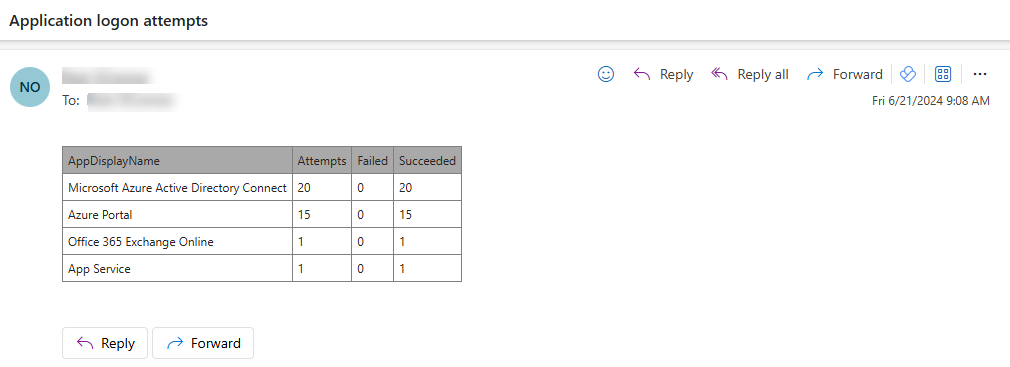 Application logon attempts
NO
Reply
Reply all
Forward
To:
Fri 6/21/2024 9:08 AM
AppDisplayName Attempts Failed Succeeded
Microsoft Azure Active Directory Connect 20 0 20
Azure Portal 15 0 15
Office 365 Exchange Online 1 0 1
App Service 1 0 1
Reply
Forward